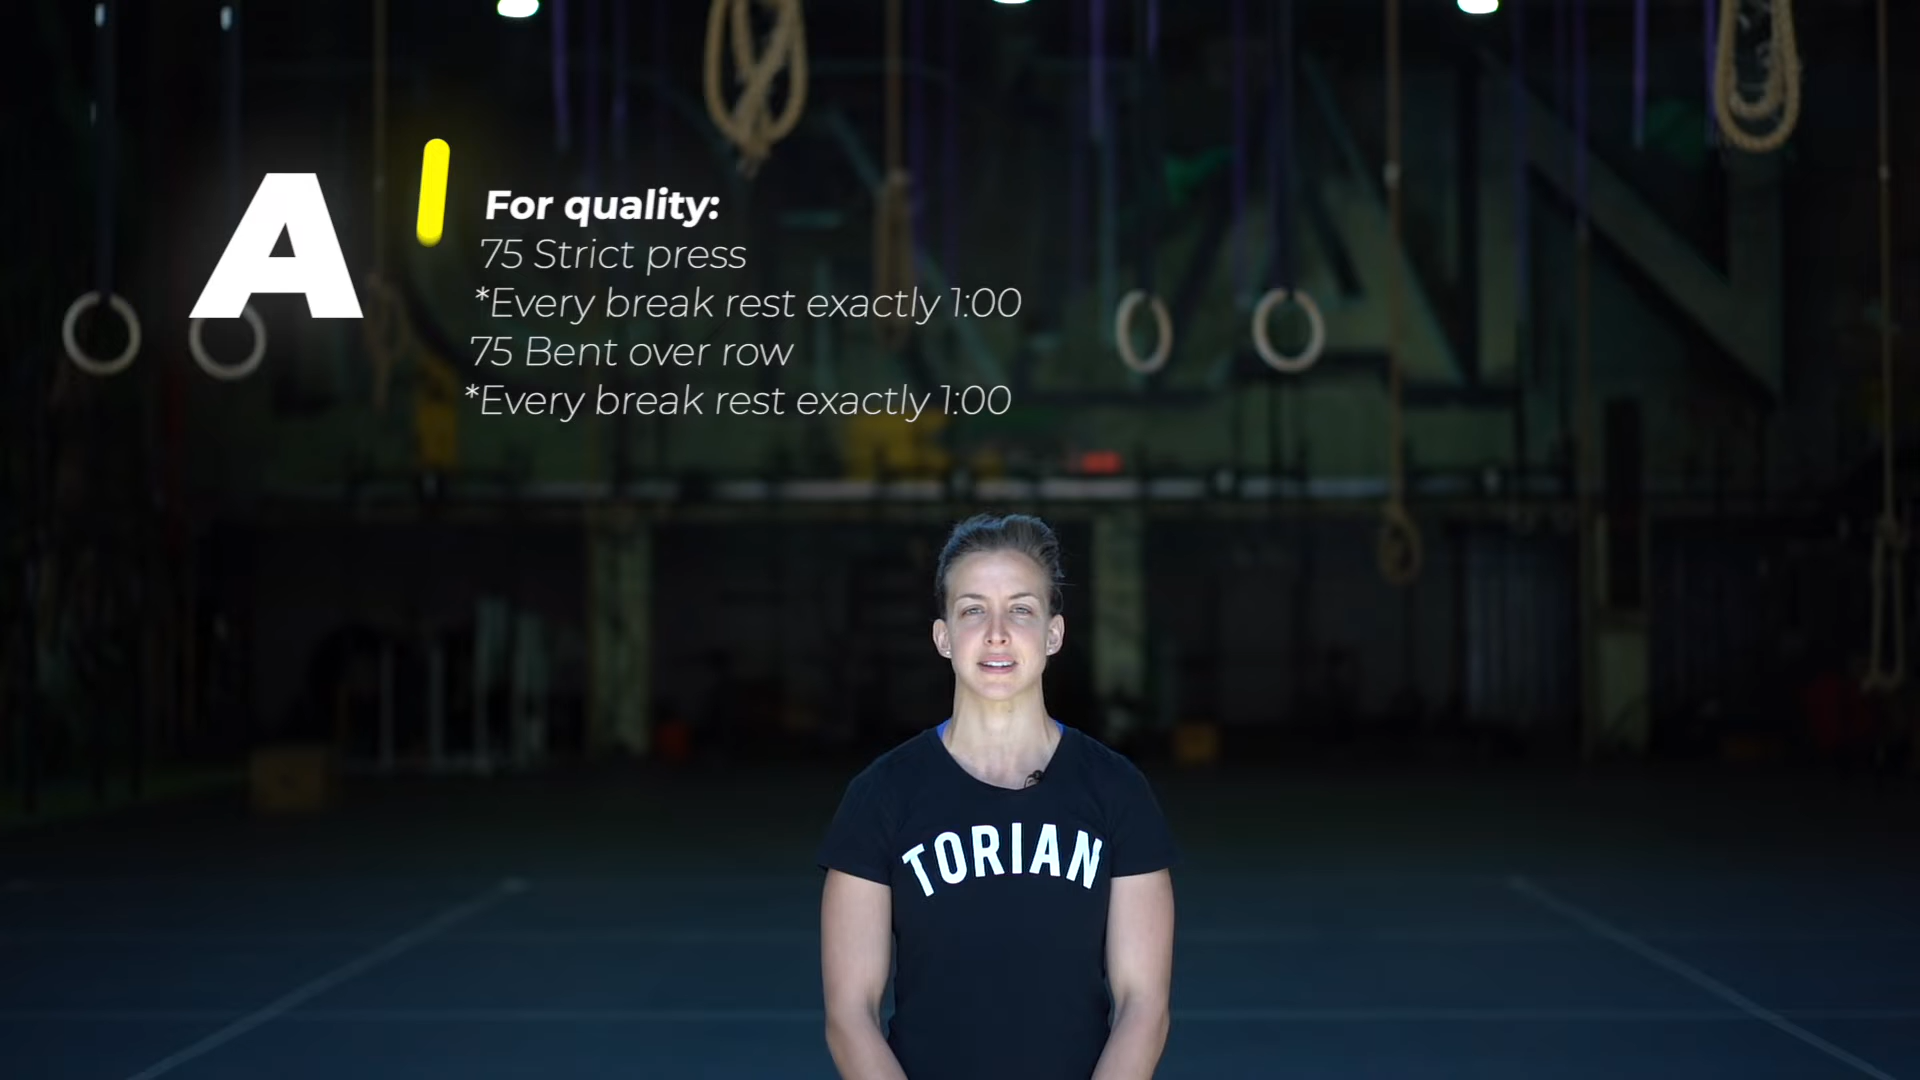 A
For quality:
75 Strict press
*Every break rest exactly 1:00
75 Bent over row
*Every break rest exactly 1:00
TORIAN